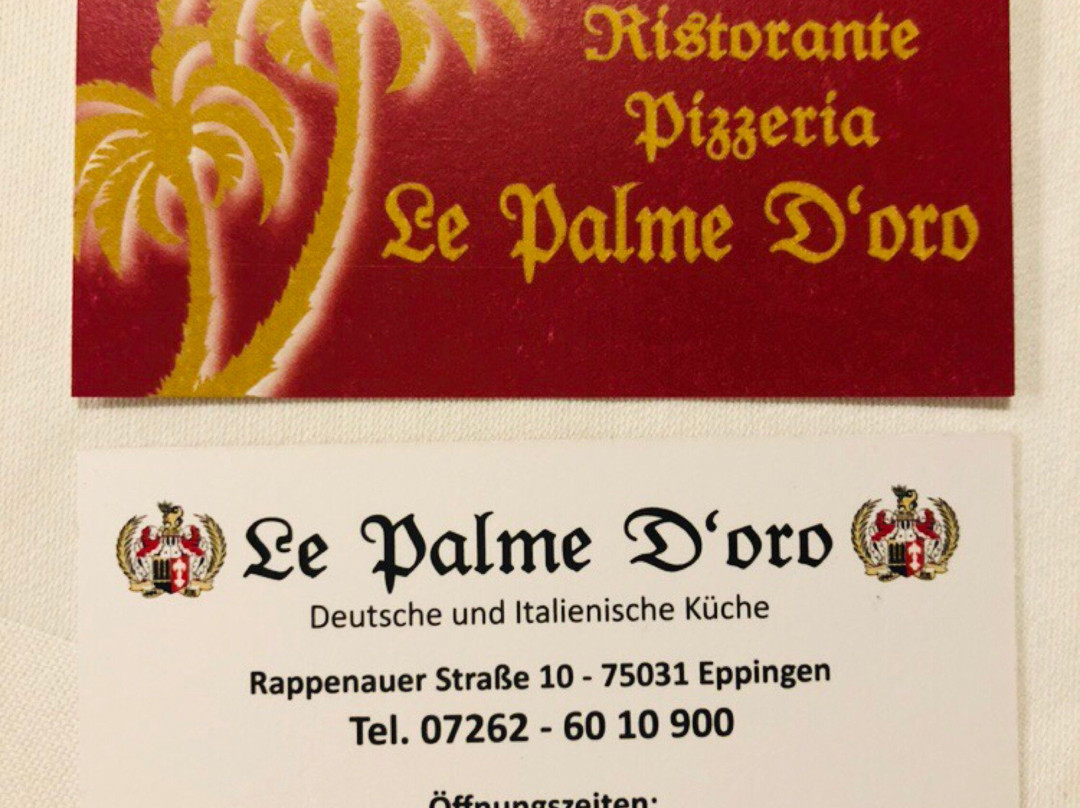 Ristorante
Pizzeria
Le Palme D‘oro
Le Palme D‘oro
Deutsche und Italienische Küche
Rappenauer Straße 10 - 75031 Eppingen
Tel. 07262 - 60 10 900
Öffnungszeiten: